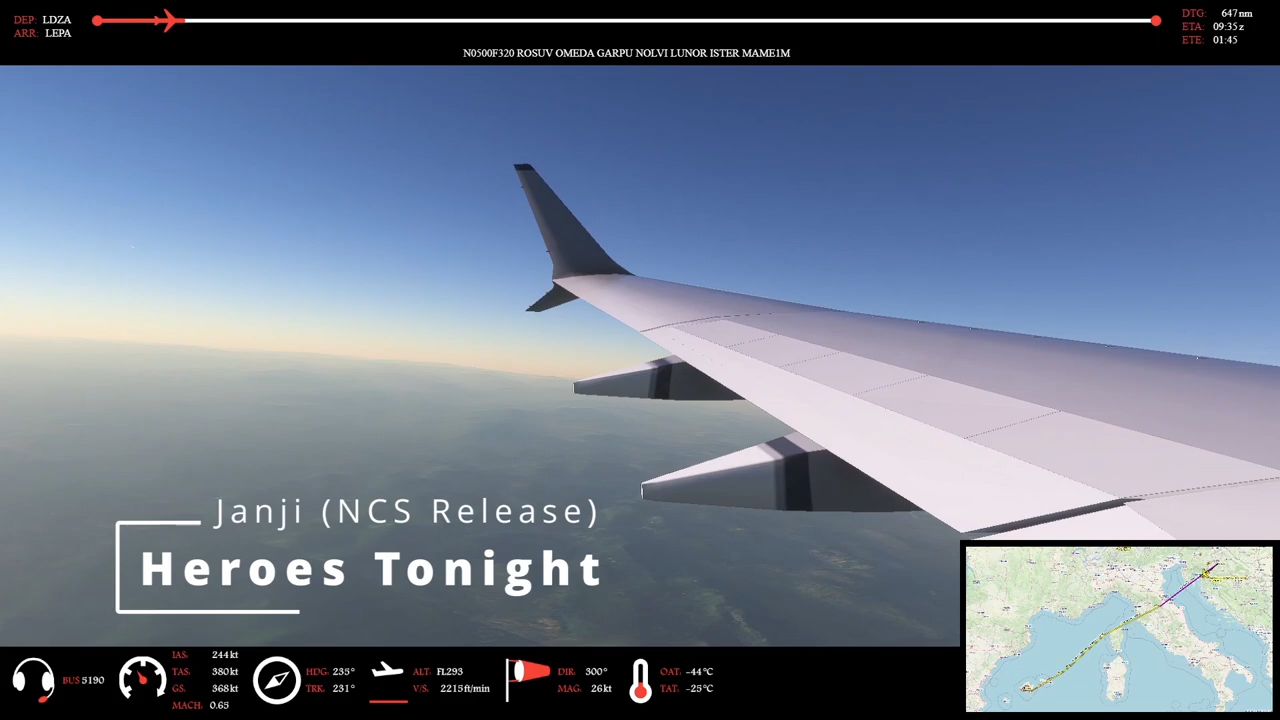 DEP: LDZA
ARR: LEPA
DTG: 647nm
ETA: 09:35z
ETE: 01:45
N0500F320 ROSUV OMEDA GARPU NOLVI LUNOR ISTER MAME1M
Janji (NCS Release)
Heroes Tonight
BUS 5190
IAS: 244kt
TAS: 380kt
GS: 368kt
MACH: 0.65
HDG: 235°
TRK: 231°
ALT: FL293
V/S: 2215ft/min
DIR: 300°
MAG: 26kt
OAT: -44°C
TAT: -25°C